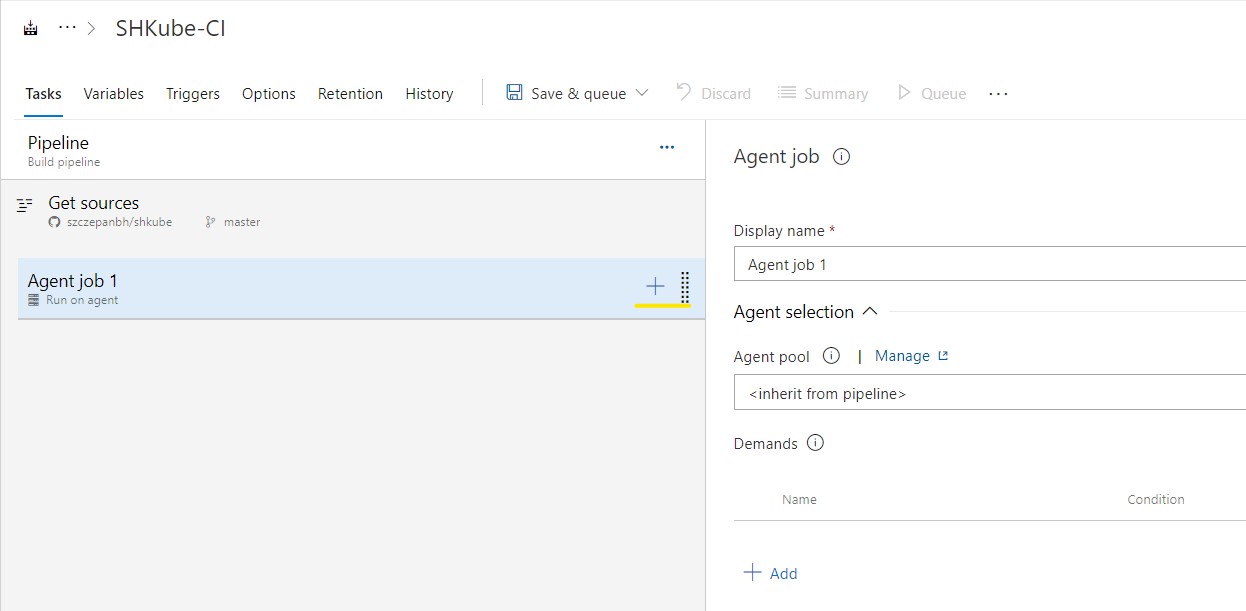 ··· > SHKube-CI
Tasks Variables Triggers Options Retention History Save & queue Discard Summary Queue ···
Pipeline ···
Build pipeline
Get sources
szczepanbh/shkube master
Agent job 1
Run on agent
Agent job
Display name *
Agent job 1
Agent selection
Agent pool | Manage
<inherit from pipeline>
Demands
Name Condition
+ Add